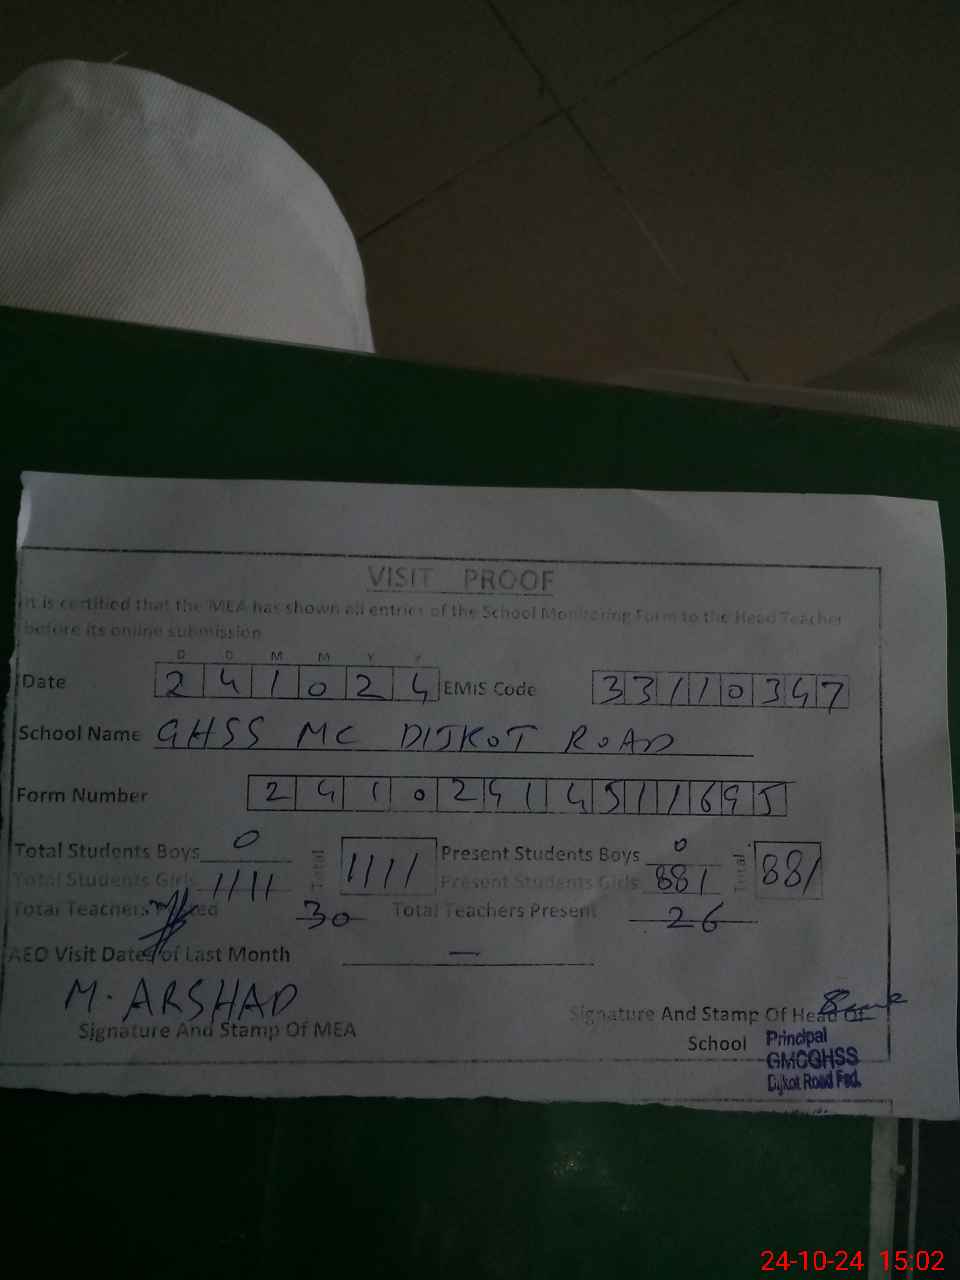 VISIT PROOF
It is certified that the MEA has shown all entries of the School Monitoring Form to the Head Teacher
before its online submission
D D M M Y Y
Date 2 4 1 0 2 4 EMIS Code 3 3 1 1 0 3 4 7
School Name GHSS MC DIJKOT ROAD
Form Number 2 4 1 0 2 4 1 4 5 1 1 6 9 5
Total Students Boys 0 Total 1111 Present Students Boys 0 Total 881
Total Students Girls 1111 Present Students Girls 881
Total Teachers 30 Total Teachers Present 26
AEO Visit Dates of Last Month —
M. ARSHAD
Signature And Stamp Of MEA
Signature And Stamp Of Head Of
School
Principal
GMCGHSS
Dijkot Road Fsd.
24-10-24 15:02